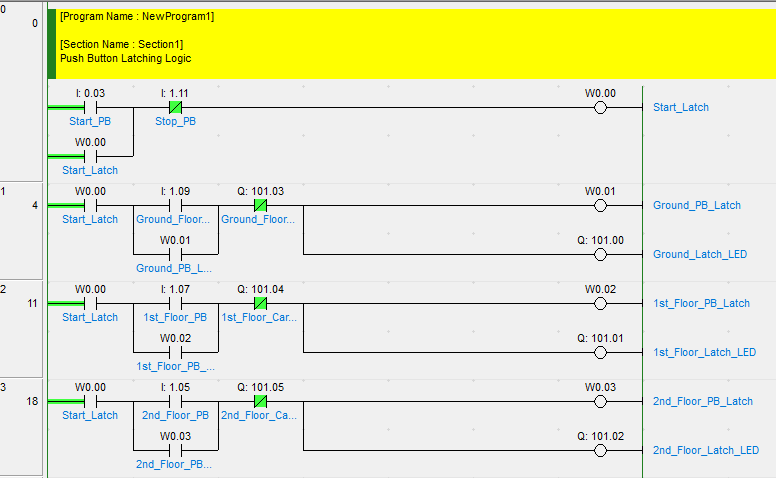 0
0
[Program Name : NewProgram1]
[Section Name : Section1]
Push Button Latching Logic
I: 0.03 I: 1.11 W0.00
Start_PB Stop_PB Start_Latch
W0.00
Start_Latch
1
4
W0.00 I: 1.09 Q: 101.03 W0.01
Start_Latch Ground_Floor... Ground_Floor... Ground_PB_Latch
W0.01 Q: 101.00
Ground_PB_L... Ground_Latch_LED
2
11
W0.00 I: 1.07 Q: 101.04 W0.02
Start_Latch 1st_Floor_PB 1st_Floor_Car... 1st_Floor_PB_Latch
W0.02 Q: 101.01
1st_Floor_PB_... 1st_Floor_Latch_LED
3
18
W0.00 I: 1.05 Q: 101.05 W0.03
Start_Latch 2nd_Floor_PB 2nd_Floor_Ca... 2nd_Floor_PB_Latch
W0.03 Q: 101.02
2nd_Floor_PB... 2nd_Floor_Latch_LED